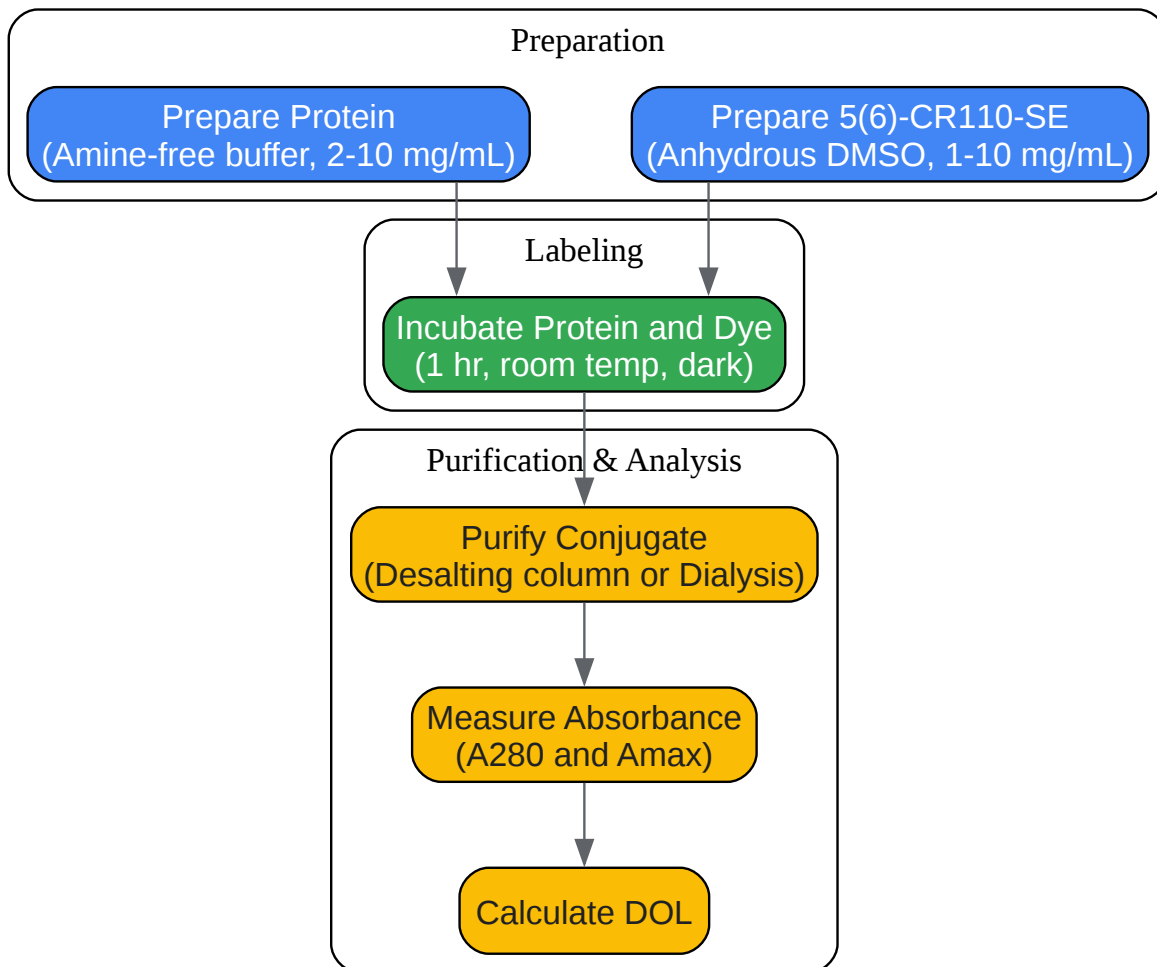 Preparation
Prepare Protein
(Amine-free buffer, 2-10 mg/mL)
Prepare 5(6)-CR110-SE
(Anhydrous DMSO, 1-10 mg/mL)
Labeling
Incubate Protein and Dye
(1 hr, room temp, dark)
Purification & Analysis
Purify Conjugate
(Desalting column or Dialysis)
Measure Absorbance
(A280 and Amax)
Calculate DOL